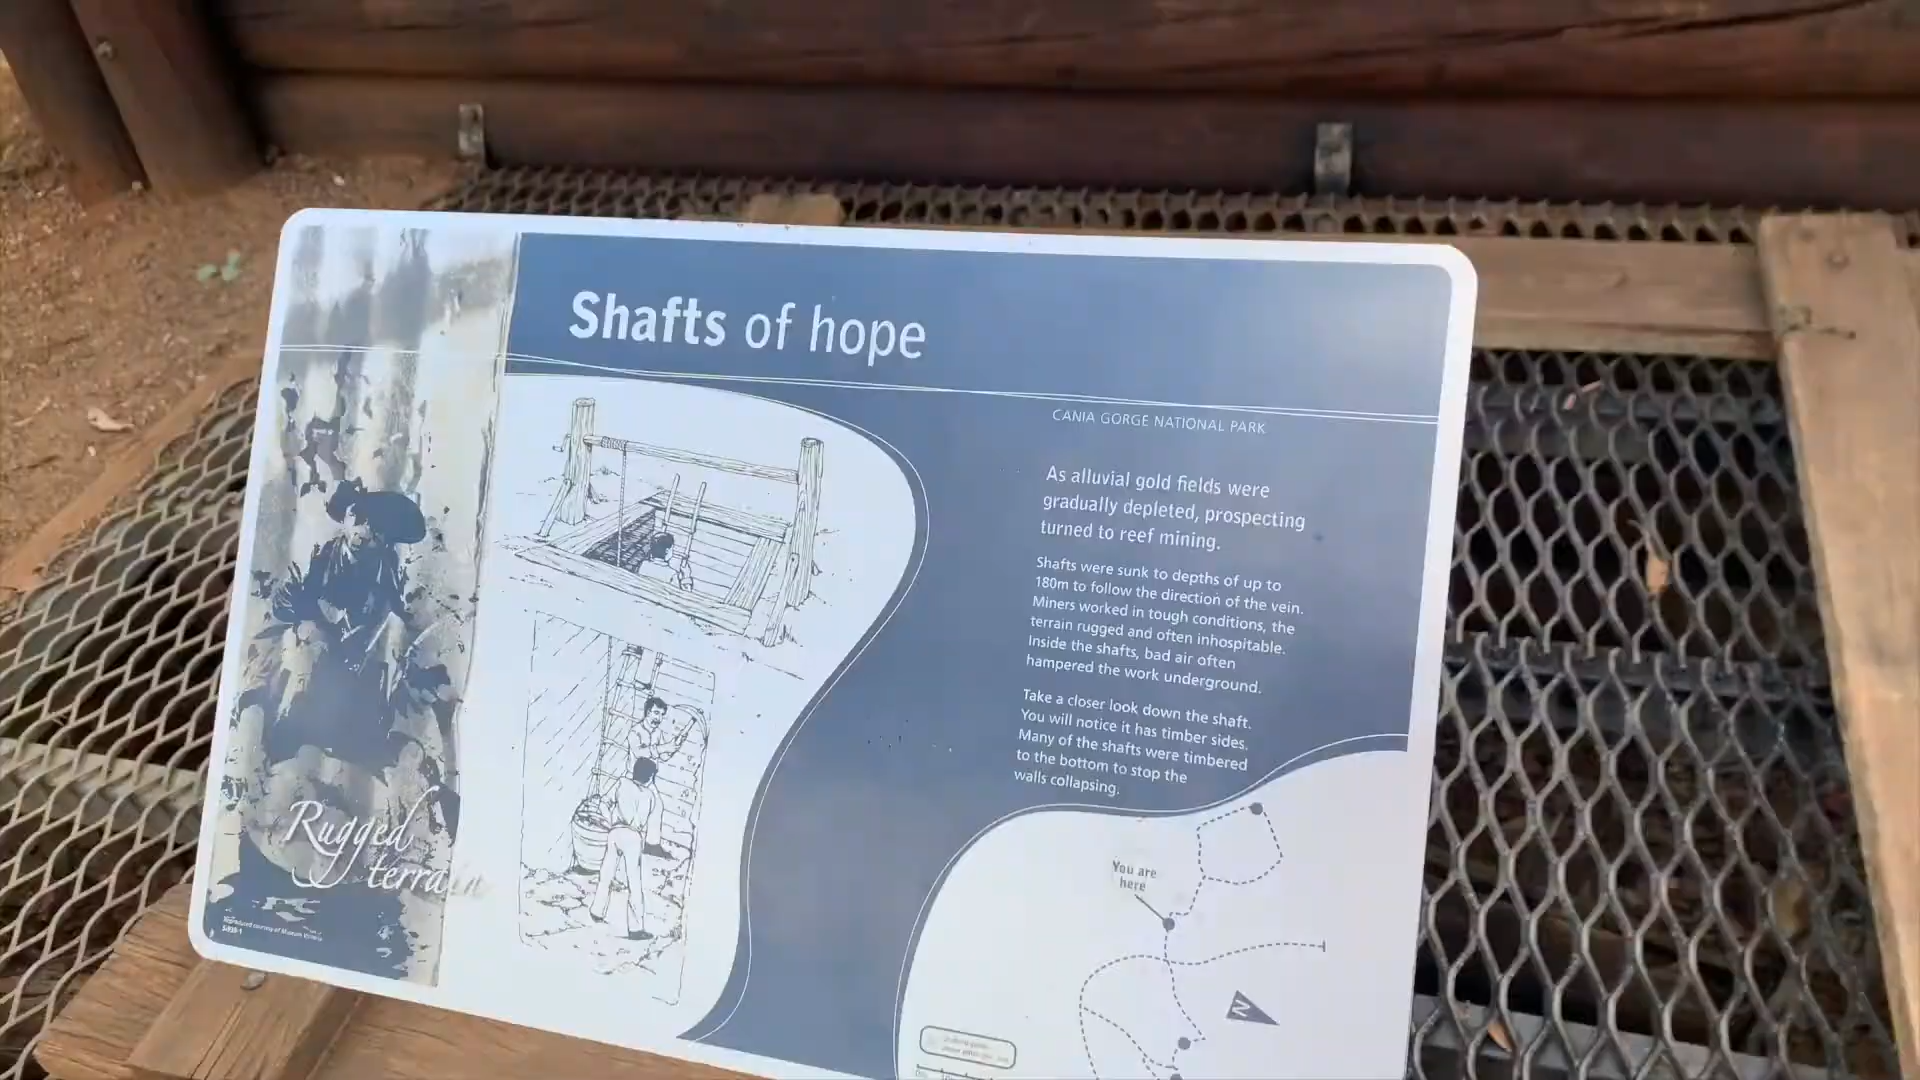 Shafts of hope
CANIA GORGE NATIONAL PARK
As alluvial gold fields were
gradually depleted, prospecting
turned to reef mining.
Shafts were sunk to depths of up to
180m to follow the direction of the vein.
Miners worked in tough conditions, the
terrain rugged and often inhospitable.
Inside the shafts, bad air often
hampered the work underground.
Take a closer look down the shaft.
You will notice it has timber sides.
Many of the shafts were timbered
to the bottom to stop the
walls collapsing.
Rugged
terrain
You are
here
N